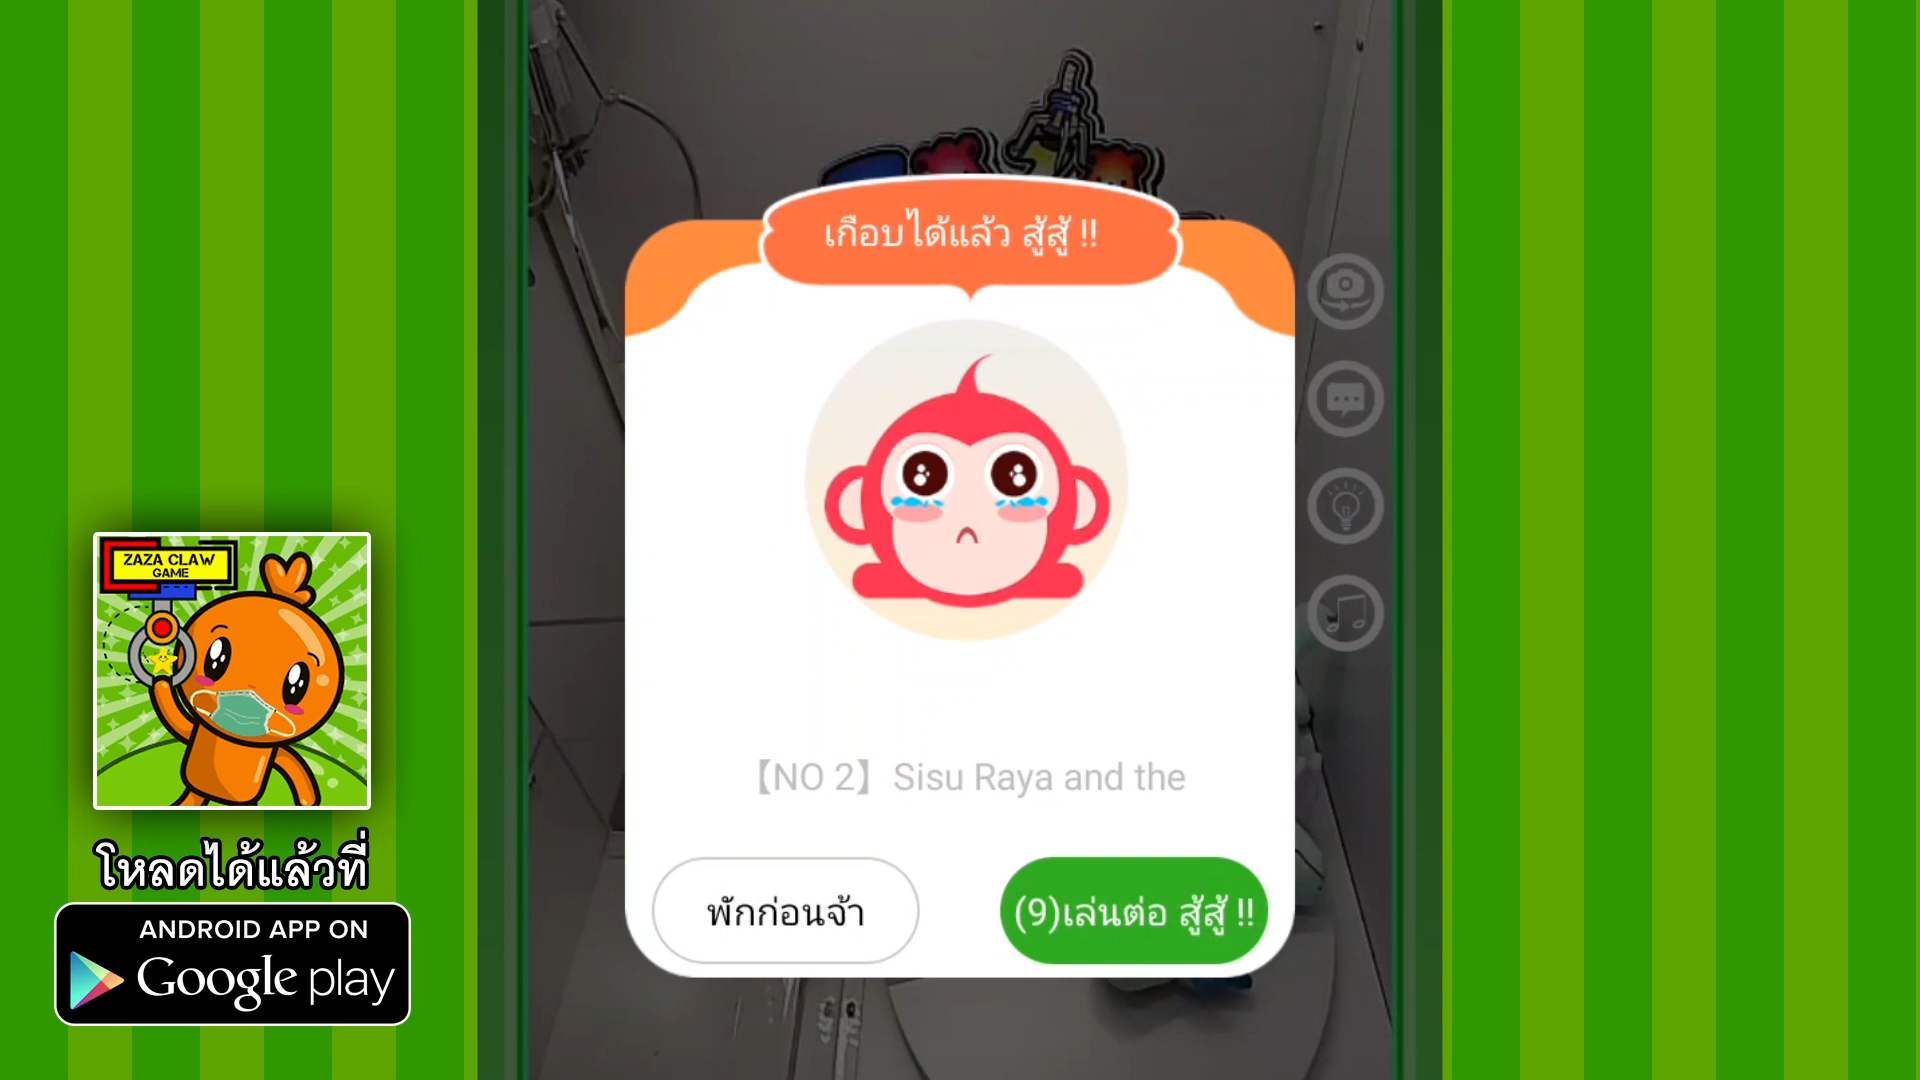 เกือบได้แล้ว สู้สู้ !!
【NO 2】 Sisu Raya and the
พักก่อนจ้า
(9)เล่นต่อ สู้สู้ !!
ZAZA CLAW
GAME
โหลดได้แล้วที่
ANDROID APP ON
Google play